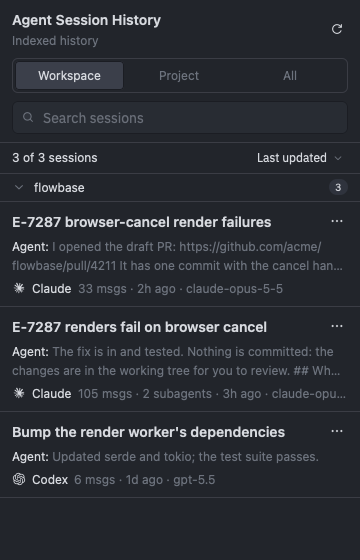 Agent Session History
Indexed history
Workspace
Project
All
Search sessions
3 of 3 sessions
Last updated
flowbase
3
E-7287 browser-cancel render failures
Agent: I opened the draft PR: https://github.com/acme/
flowbase/pull/4211 It has one commit with the cancel han...
Claude 33 msgs · 2h ago · claude-opus-5-5
E-7287 renders fail on browser cancel
Agent: The fix is in and tested. Nothing is committed: the
changes are in the working tree for you to review. ## Wh...
Claude 105 msgs · 2 subagents · 3h ago · claude-opu...
Bump the render worker's dependencies
Agent: Updated serde and tokio; the test suite passes.
Codex 6 msgs · 1d ago · gpt-5.5